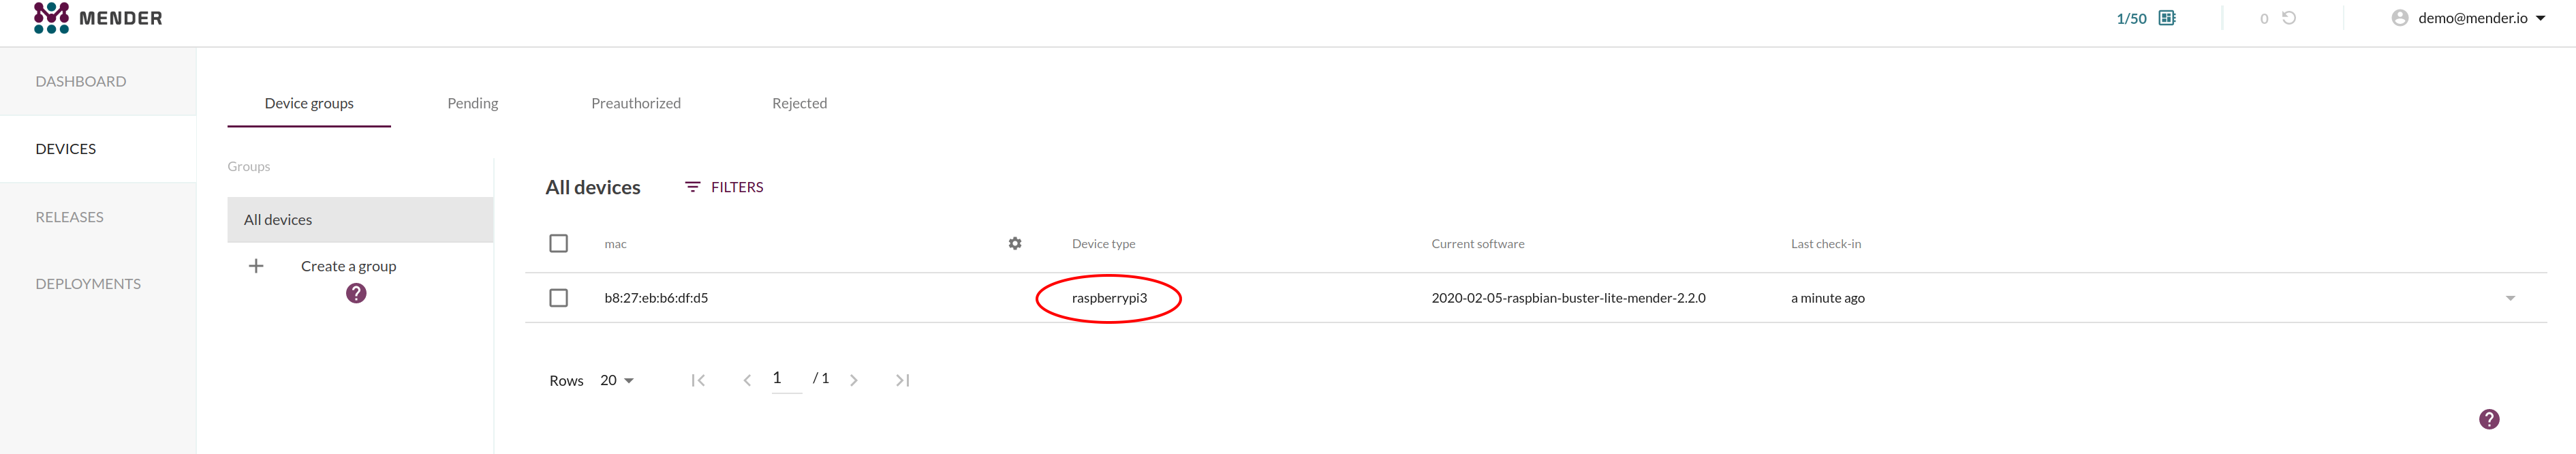 MENDER
1/50
0
demo@mender.io
DASHBOARD
DEVICES
RELEASES
DEPLOYMENTS
Device groups Pending Preauthorized Rejected
Groups
All devices
+ Create a group
?
All devices FILTERS
mac Device type Current software Last check-in
b8:27:eb:b6:df:d5 raspberrypi3 2020-02-05-raspbian-buster-lite-mender-2.2.0 a minute ago
Rows 20 1 / 1
?